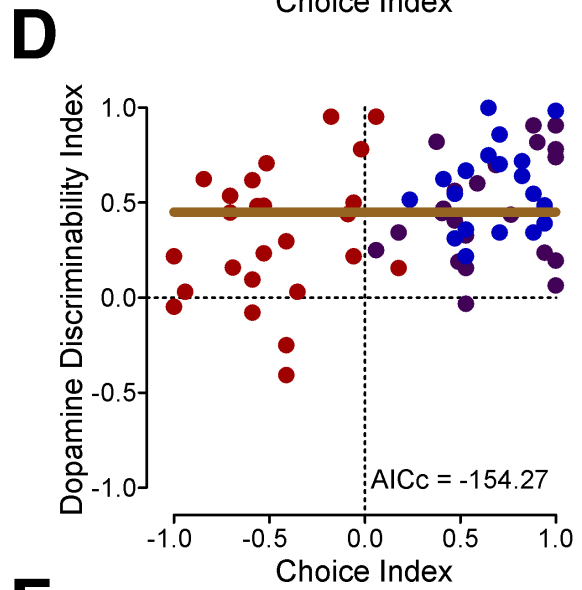 Choice Index
D
Dopamine Discriminability Index
1.0
0.5
0.0
-0.5
-1.0
AICc = -154.27
-1.0 -0.5 0.0 0.5 1.0
Choice Index